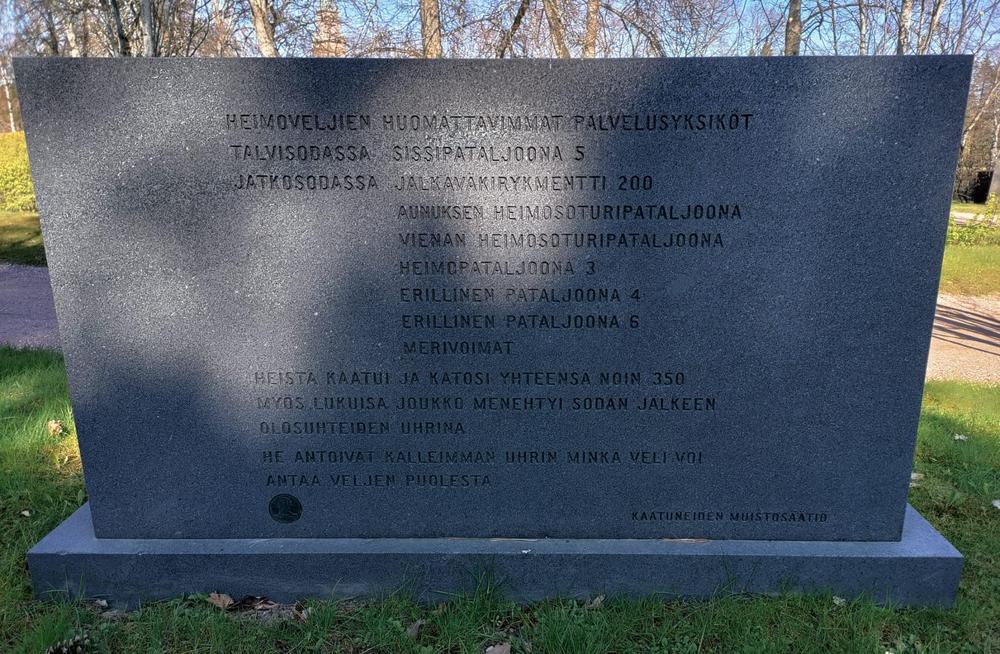 HEIMOVELJIEN HUOMATTAVIMMAT PALVELUSYKSIKÖT
TALVISODASSA SISSIPATALJOONA 5
JATKOSODASSA JALKAVÄKIRYKMENTTI 200
AUNUKSEN HEIMOSOTURIPATALJOONA
VIENAN HEIMOSOTURIPATALJOONA
HEIMOPATALJOONA 3
ERILLINEN PATALJOONA 4
ERILLINEN PATALJOONA 6
MERIVOIMAT
HEISTÄ KAATUI JA KATOSI YHTEENSÄ NOIN 350
MYÖS LUKUISA JOUKKO MENEHTYI SODAN JÄLKEEN
OLOSUHTEIDEN UHRINA
HE ANTOIVAT KALLEIMMAN UHRIN MINKÄ VELI VOI
ANTAA VELJEN PUOLESTA
KAATUNEIDEN MUISTOSÄÄTIÖ